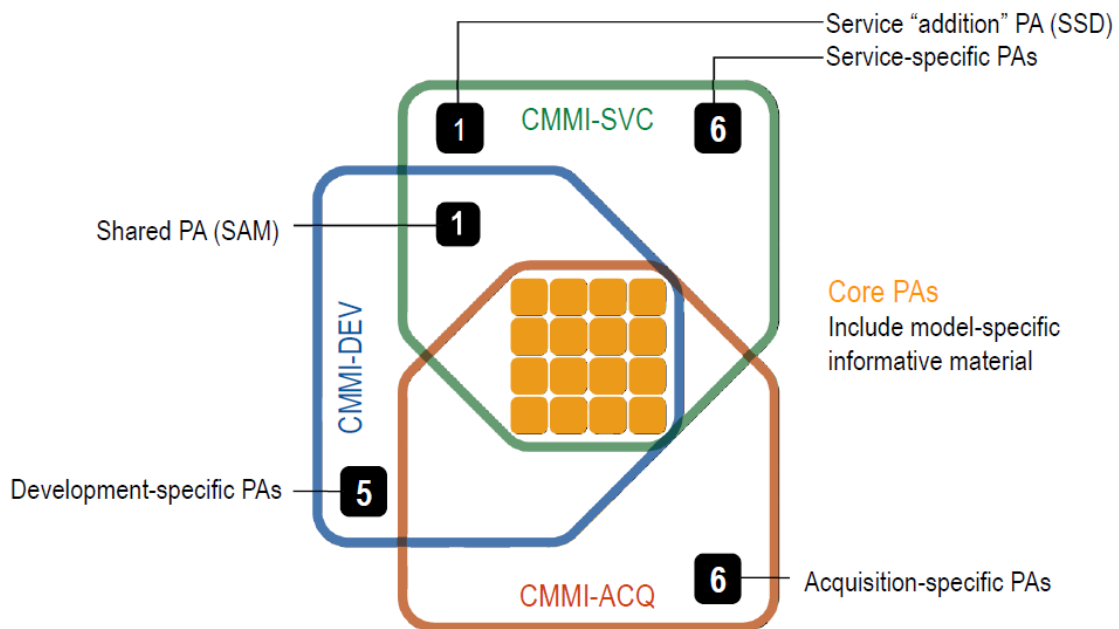 Service “addition” PA (SSD)
Service-specific PAs
1
CMMI-SVC
6
Shared PA (SAM)
1
Core PAs
Include model-specific
informative material
CMMI-DEV
Development-specific PAs
5
6
Acquisition-specific PAs
CMMI-ACQ